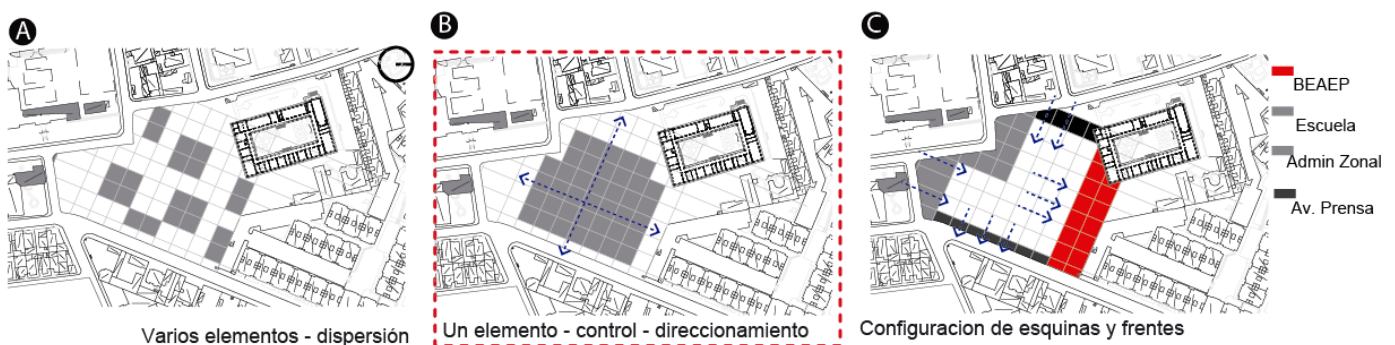 A
B
C
BEAEP
Escuela
Admin Zonal
Av. Prensa
Varios elementos - dispersión
Un elemento - control - direccionamiento
Configuracion de esquinas y frentes